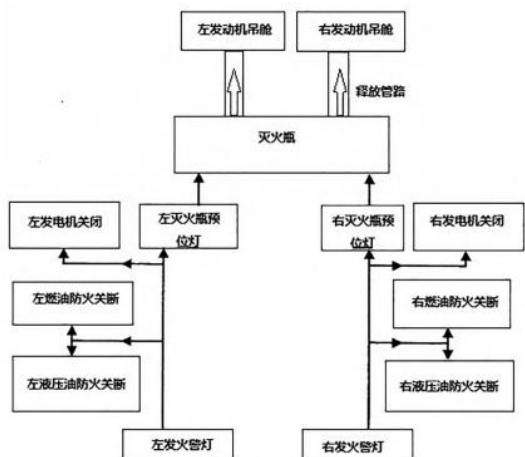 左发动机吊舱
右发动机吊舱
释放管路
灭火瓶
左发电机关闭
左灭火瓶预
位灯
右灭火瓶预
位灯
右发电机关闭
左燃油防火关断
右燃油防火关断
左液压油防火关断
右液压油防火关断
左发火警灯
右发火警灯